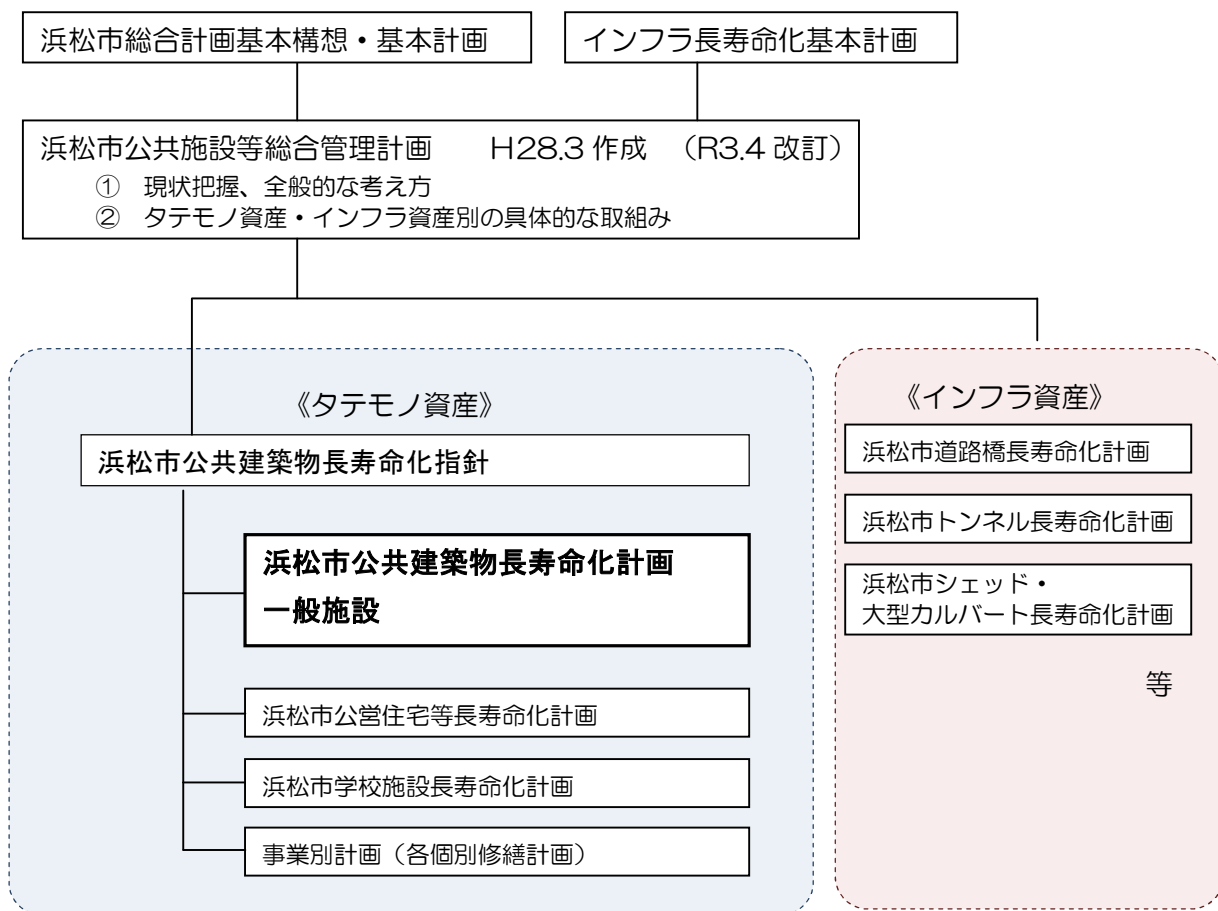 浜松市総合計画基本構想・基本計画
インフラ長寿命化基本計画
浜松市公共施設等総合管理計画　　H28.3 作成　（R3.4 改訂）
①　現状把握、全般的な考え方
②　タテモノ資産・インフラ資産別の具体的な取組み
《タテモノ資産》
浜松市公共建築物長寿命化指針
浜松市公共建築物長寿命化計画
一般施設
浜松市公営住宅等長寿命化計画
浜松市学校施設長寿命化計画
事業別計画（各個別修繕計画）
《インフラ資産》
浜松市道路橋長寿命化計画
浜松市トンネル長寿命化計画
浜松市シェッド・
大型カルバート長寿命化計画
等